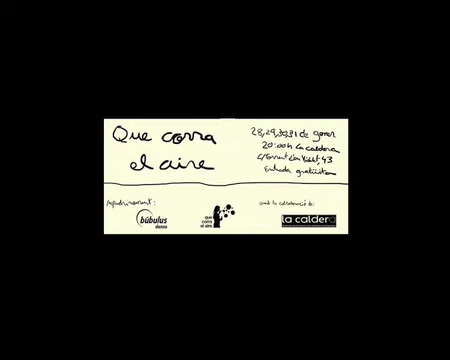 Que corra
el aire
28,29,30,31 de gener
20:00h La caldera
C/Torrent d'en Vidalet, 43
Entrada gratuïta
amb la col·laboració de:
búbulus
dansa
que
corra
el aire
la caldera